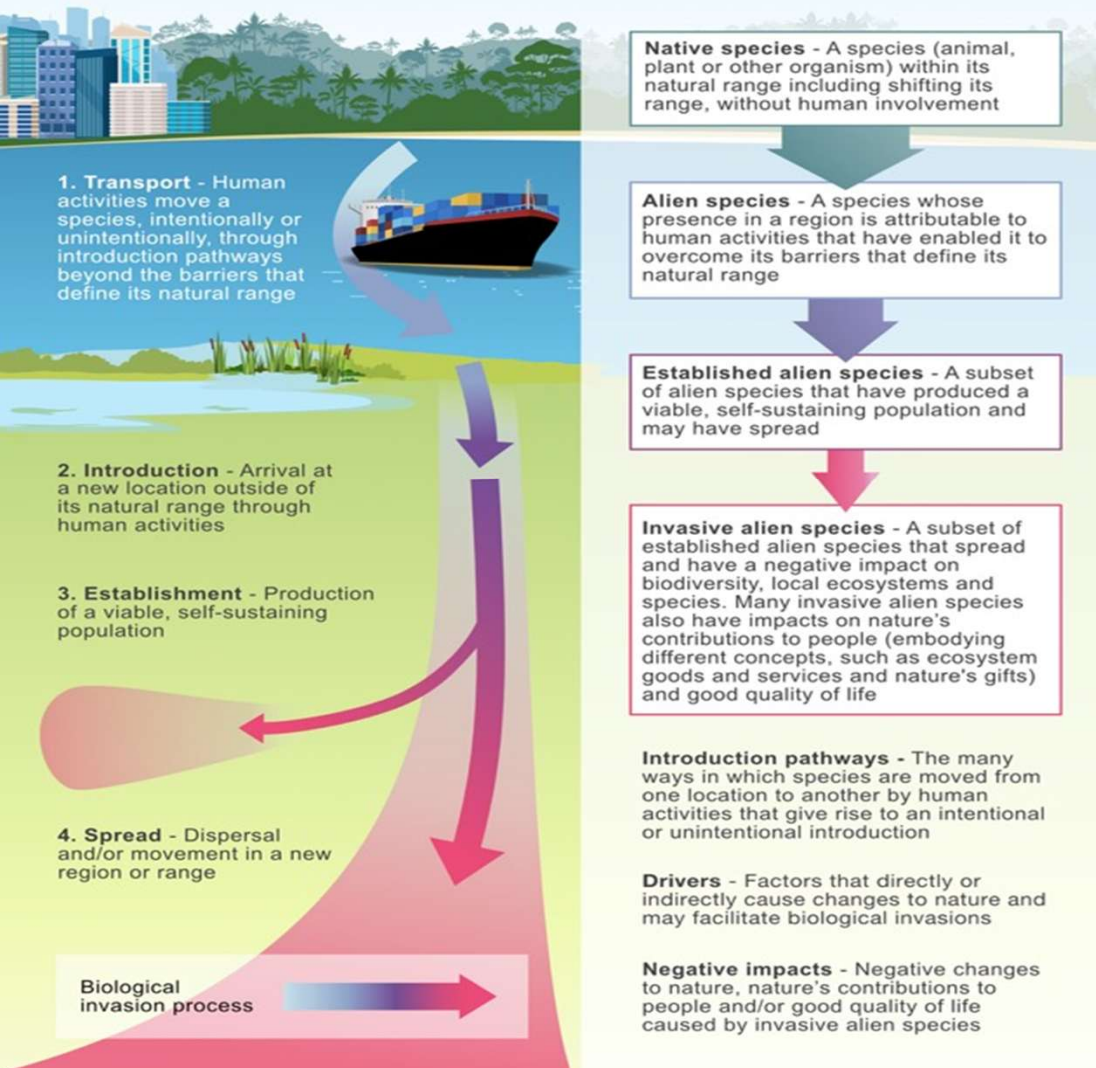 1. Transport - Human
activities move a
species, intentionally or
unintentionally, through
introduction pathways
beyond the barriers that
define its natural range
2. Introduction - Arrival at
a new location outside of
its natural range through
human activities
3. Establishment - Production
of a viable, self-sustaining
population
4. Spread - Dispersal
and/or movement in a new
region or range
Biological
invasion process
Native species - A species (animal,
plant or other organism) within its
natural range including shifting its
range, without human involvement
Alien species - A species whose
presence in a region is attributable to
human activities that have enabled it to
overcome its barriers that define its
natural range
Established alien species - A subset
of alien species that have produced a
viable, self-sustaining population and
may have spread
Invasive alien species - A subset of
established alien species that spread
and have a negative impact on
biodiversity, local ecosystems and
species. Many invasive alien species
also have impacts on nature's
contributions to people (embodying
different concepts, such as ecosystem
goods and services and nature's gifts)
and good quality of life
Introduction pathways - The many
ways in which species are moved from
one location to another by human
activities that give rise to an intentional
or unintentional introduction
Drivers - Factors that directly or
indirectly cause changes to nature and
may facilitate biological invasions
Negative impacts - Negative changes
to nature, nature's contributions to
people and/or good quality of life
caused by invasive alien species